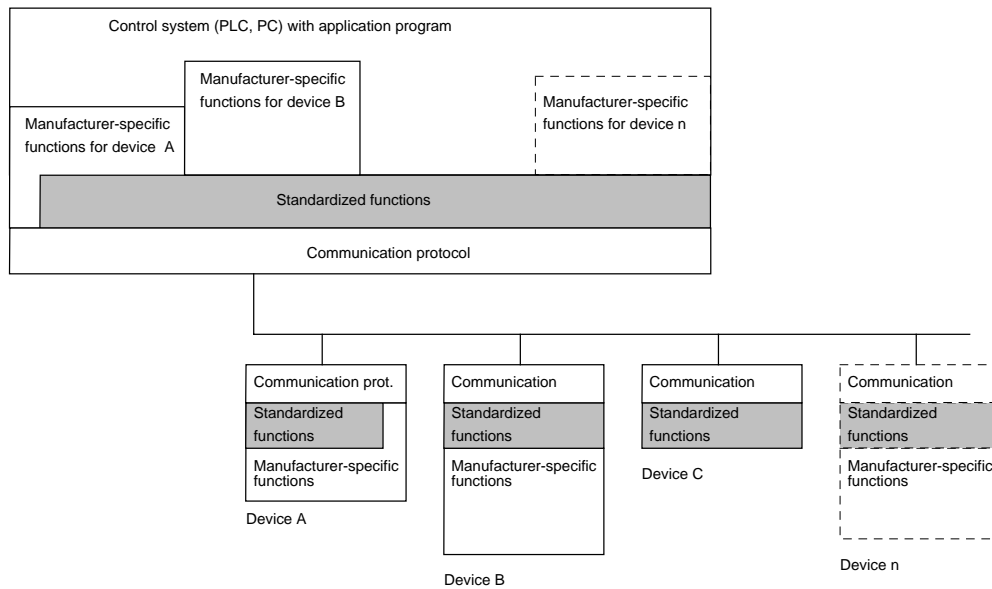 Control system (PLC, PC) with application program
Manufacturer-specific
functions for device B
Manufacturer-specific
functions for device n
Manufacturer-specific
functions for device A
Standardized functions
Communication protocol
Communication prot.
Standardized
functions
Manufacturer-specific
functions
Device A
Communication
Standardized
functions
Manufacturer-specific
functions
Device B
Communication
Standardized
functions
Device C
Communication
Standardized
functions
Manufacturer-specific
functions
Device n